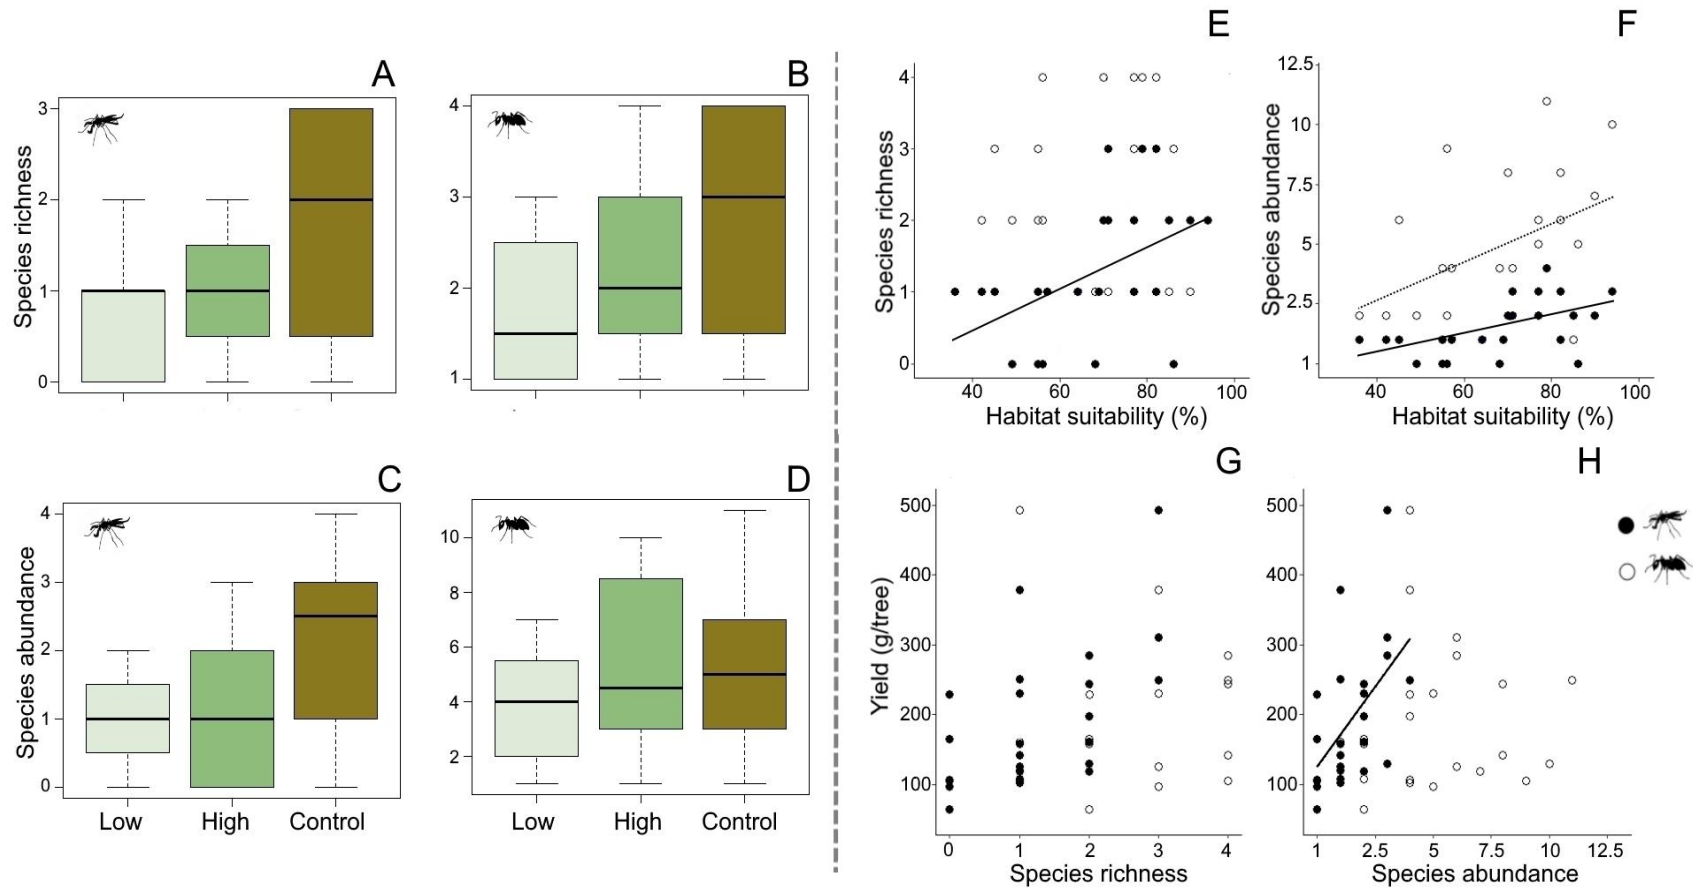 A
3
2
1
0
Species richness
B
4
3
2
1
C
4
3
2
1
0
Species abundance
Low High Control
D
10
8
6
4
2
Low High Control
E
4
3
2
1
0
Species richness
40 60 80 100
Habitat suitability (%)
F
12.5
10
7.5
5
2.5
1
Species abundance
40 60 80 100
Habitat suitability (%)
G
500
400
300
200
100
Yield (g/tree)
0 1 2 3 4
Species richness
H
500
400
300
200
100
1 2.5 5 7.5 10 12.5
Species abundance